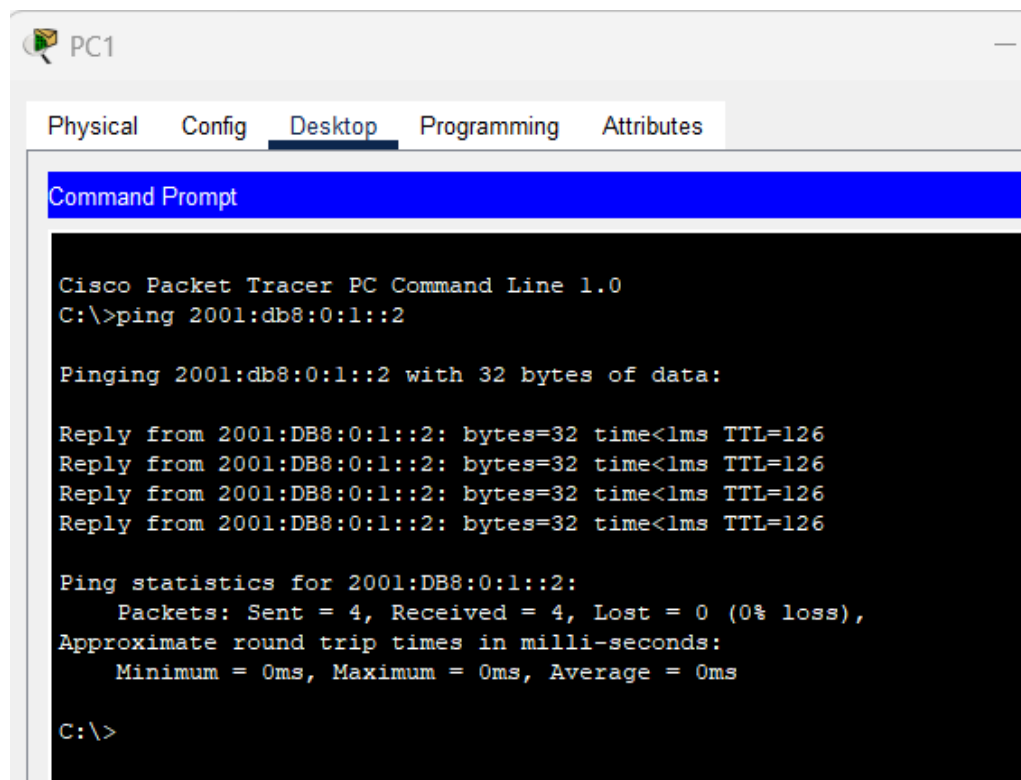 PC1
Physical Config Desktop Programming Attributes
Command Prompt
Cisco Packet Tracer PC Command Line 1.0
C:\>ping 2001:db8:0:1::2
Pinging 2001:db8:0:1::2 with 32 bytes of data:
Reply from 2001:DB8:0:1::2: bytes=32 time<1ms TTL=126
Reply from 2001:DB8:0:1::2: bytes=32 time<1ms TTL=126
Reply from 2001:DB8:0:1::2: bytes=32 time<1ms TTL=126
Reply from 2001:DB8:0:1::2: bytes=32 time<1ms TTL=126
Ping statistics for 2001:DB8:0:1::2:
Packets: Sent = 4, Received = 4, Lost = 0 (0% loss),
Approximate round trip times in milli-seconds:
Minimum = 0ms, Maximum = 0ms, Average = 0ms
C:\>